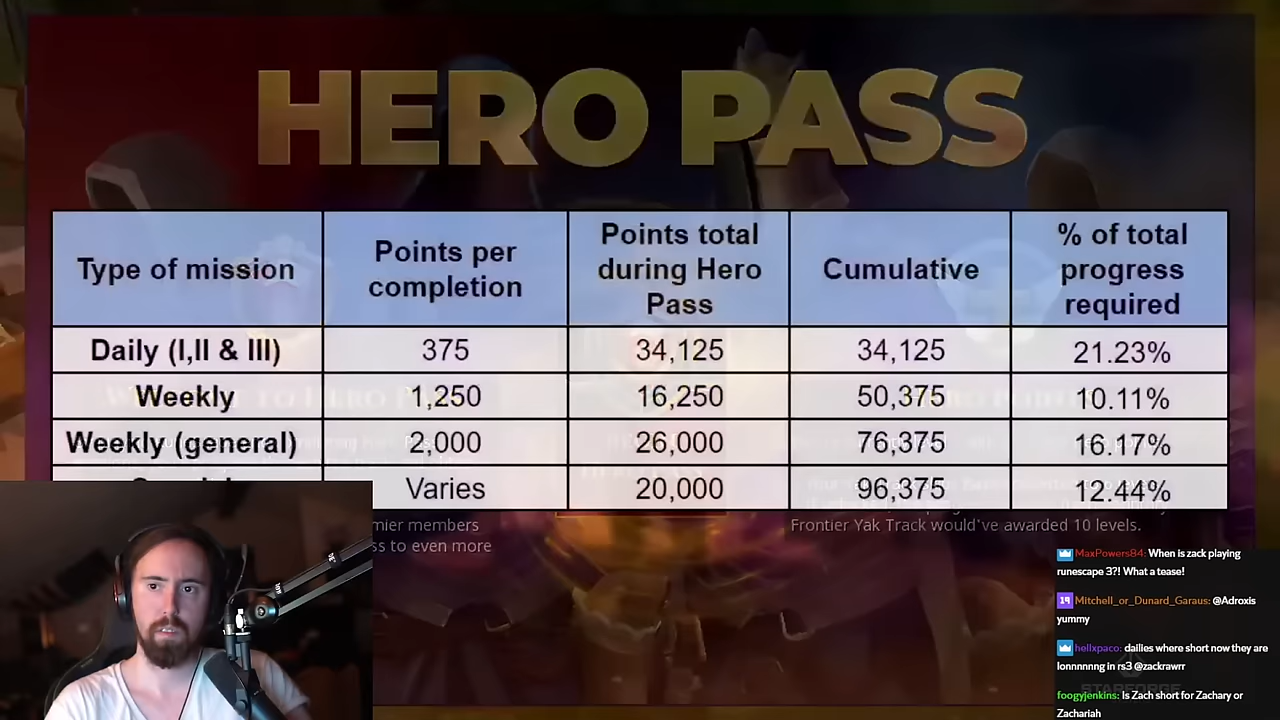 HERO PASS
Type of mission
Points per
completion
Points total
during Hero
Pass
Cumulative
% of total
progress
required
Daily (I,II & III)
375
34,125
34,125
21.23%
Weekly
1,250
16,250
50,375
10.11%
Weekly (general)
2,000
26,000
76,375
16.17%
Varies
20,000
96,375
12.44%
mier members
ss to even more
Frontier Yak Track would've awarded 10 levels.
MaxPowers84: When is zack playing
runescape 3?! What a tease!
19 Mitchell_or_Dunard_Garaus: @Adroxis
yummy
hellxpaco: dailies where short now they are
lonnnnnng in rs3 @zackrawrr
STARFORGE
foogyjenkins: Is Zach short for Zachary or
Zachariah